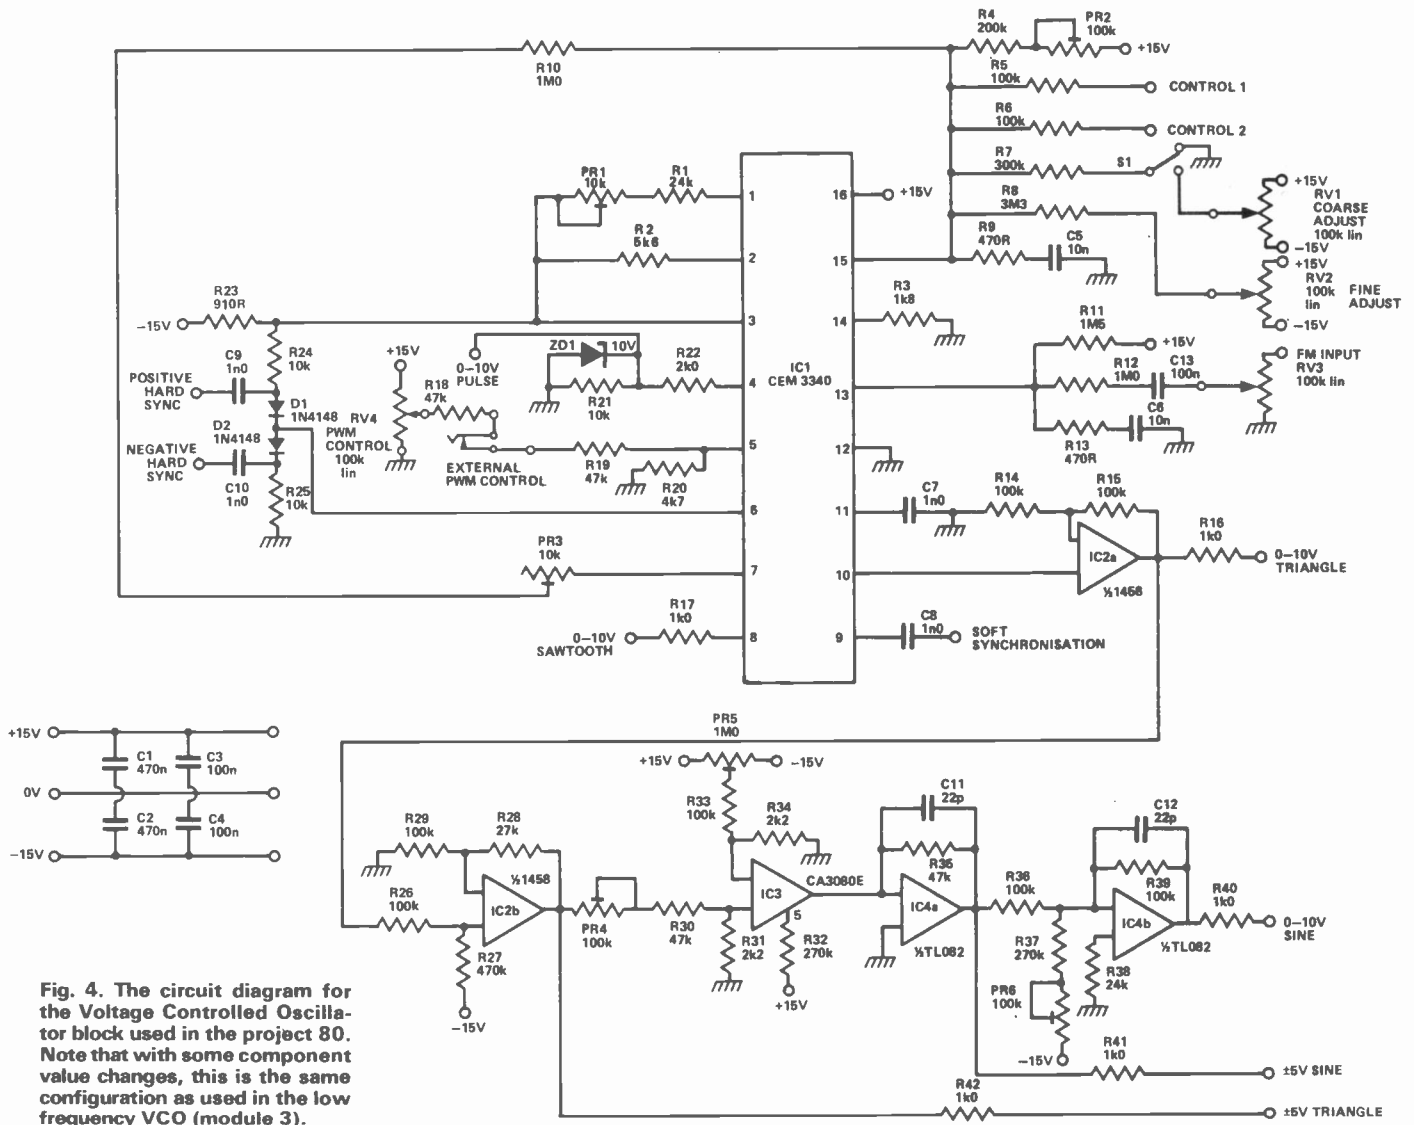 R4
200k
PR2
100k
+15V
R10
1M0
R5
100k
CONTROL 1
R6
100k
CONTROL 2
R7
300k
S1
R8
3M3
+15V
RV1
COARSE
ADJUST
100k lin
-15V
+15V
RV2
100k
lin
FINE
ADJUST
-15V
R9
470R
C5
10n
PR1
10k
R1
24k
R2
5k6
1
2
3
4
5
6
7
8
16
15
14
13
12
11
10
9
+15V
IC1
CEM 3340
R3
1k8
R11
1M5
+15V
R12
1M0
C13
100n
FM INPUT
RV3
100k lin
C6
10n
R13
470R
R23
910R
-15V
R24
10k
C9
1n0
POSITIVE
HARD
SYNC
D1
1N4148
D2
1N4148
NEGATIVE
HARD
SYNC
C10
1n0
R25
10k
+15V
R18
47k
RV4
PWM
CONTROL
100k
lin
0-10V
PULSE
ZD1
10V
R21
10k
R22
2k0
EXTERNAL
PWM CONTROL
R19
47k
R20
4k7
PR3
10k
R17
1k0
0-10V
SAWTOOTH
C7
1n0
R14
100k
R15
100k
IC2a
½1458
R16
1k0
0-10V
TRIANGLE
C8
1n0
SOFT
SYNCHRONISATION
+15V
C1
470n
C3
100n
0V
C2
470n
C4
100n
-15V
PR5
1M0
+15V
-15V
R33
100k
R34
2k2
R29
100k
R28
27k
½1458
IC2b
R26
100k
R27
470k
-15V
PR4
100k
R30
47k
R31
2k2
IC3
CA3080E
5
R32
270k
+15V
C11
22p
R35
47k
IC4a
½TL082
R36
100k
R37
270k
PR6
100k
-15V
C12
22p
R39
100k
IC4b
½TL082
R38
24k
R40
1k0
0-10V
SINE
R41
1k0
±5V SINE
R42
1k0
±5V TRIANGLE
Fig. 4. The circuit diagram for
the Voltage Controlled Oscilla-
tor block used in the project 80.
Note that with some component
value changes, this is the same
configuration as used in the low
frequency VCO (module 3).